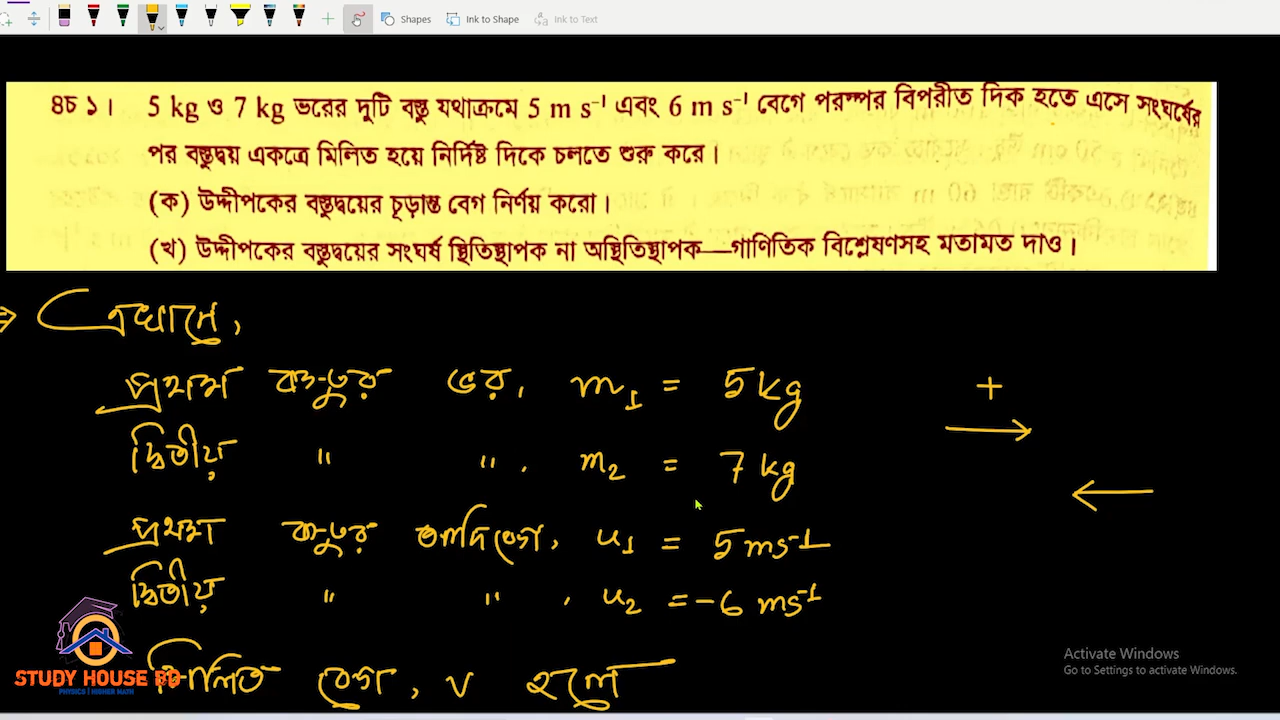 Shapes Ink to Shape Ink to Text
৪চ ১। 5 kg ও 7 kg ভরের দুটি বস্তু যথাক্রমে 5 m s⁻¹ এবং 6 m s⁻¹ বেগে পরস্পর বিপরীত দিক হতে এসে সংঘর্ষের
পর বস্তুদ্বয় একত্রে মিলিত হয়ে নির্দিষ্ট দিকে চলতে শুরু করে।
(ক) উদ্দীপকের বস্তুদ্বয়ের চূড়ান্ত বেগ নির্ণয় করো।
(খ) উদ্দীপকের বস্তুদ্বয়ের সংঘর্ষ স্থিতিস্থাপক না অস্থিতিস্থাপক—গাণিতিক বিশ্লেষণসহ মতামত দাও।
⇒ এখানে,
প্রথম বস্তুর ভর, m₁ = 5 kg
+
দ্বিতীয় " ", m₂ = 7 kg
প্রথম বস্তুর আদিবেগ, u₁ = 5 ms⁻¹
দ্বিতীয় " ", u₂ = -6 ms⁻¹
মিলিত বেগ, v হলে
STUDY HOUSE BD
PHYSICS | HIGHER MATH
Activate Windows
Go to Settings to activate Windows.